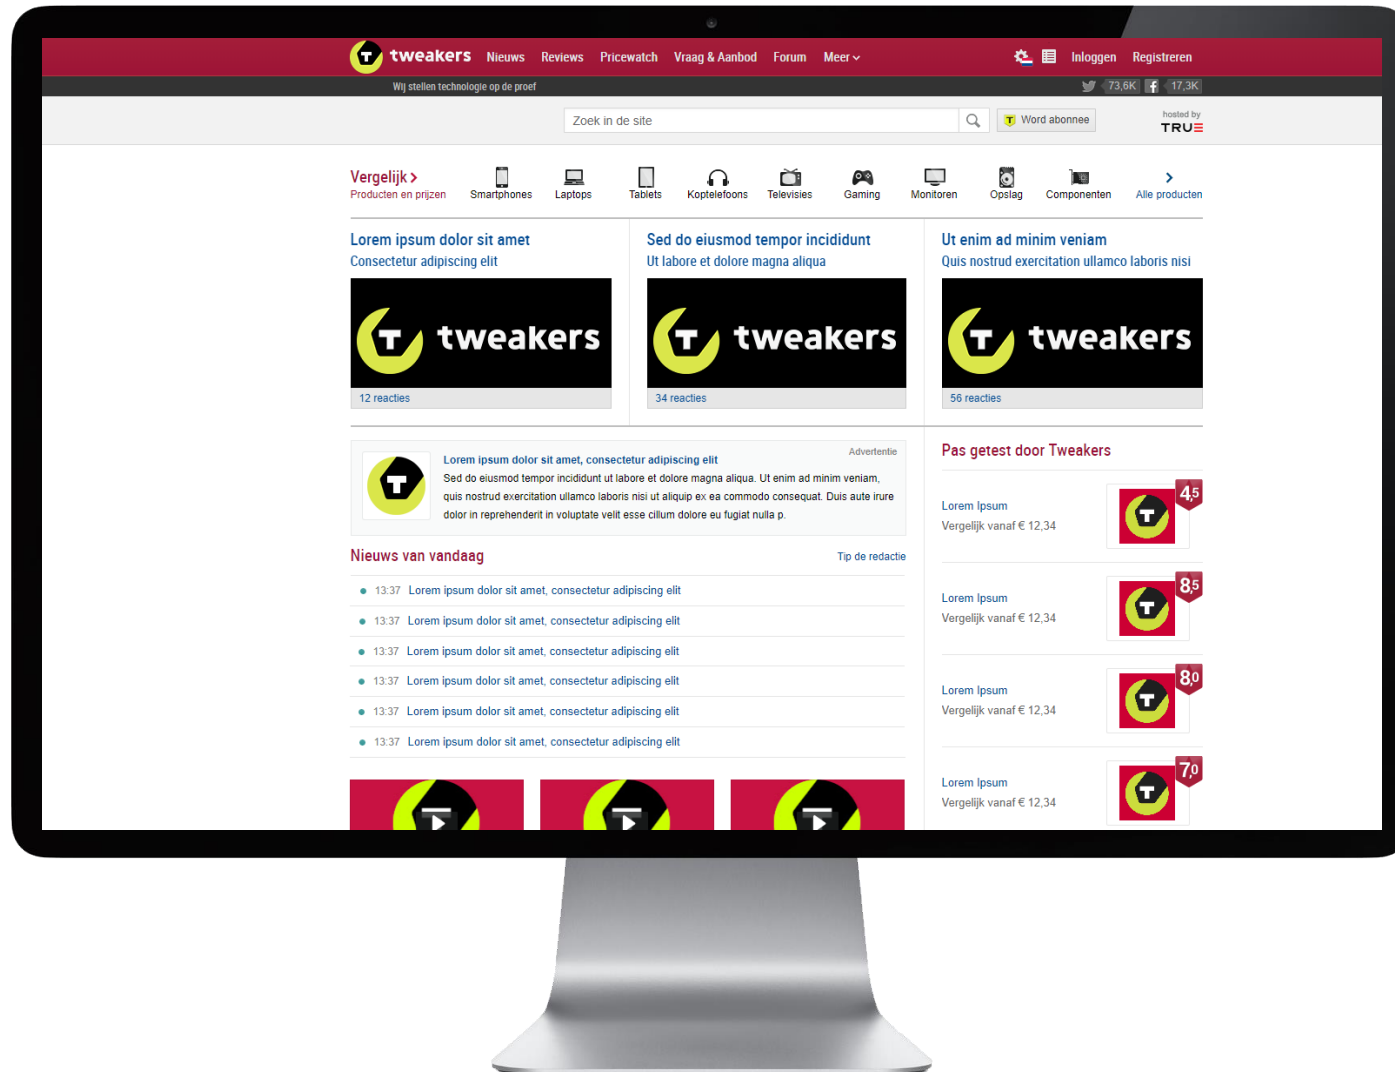 tweakers Nieuws Reviews Pricewatch Vraag & Aanbod Forum Meer Inloggen Registreren
Wij stellen technologie op de proef 73,6K 17,3K
Zoek in de site Word abonnee hosted by
TRUE
Vergelijk
Producten en prijzen Smartphones Laptops Tablets Koptelefoons Televisies Gaming Monitoren Opslag Componenten Alle producten
Lorem ipsum dolor sit amet
Consectetur adipiscing elit
T tweakers
12 reacties
Sed do eiusmod tempor incididunt
Ut labore et dolore magna aliqua
T tweakers
34 reacties
Ut enim ad minim veniam
Quis nostrud exercitation ullamco laboris nisi
T tweakers
56 reacties
Advertentie
Lorem ipsum dolor sit amet, consectetur adipiscing elit
Sed do eiusmod tempor incididunt ut labore et dolore magna aliqua. Ut enim ad minim veniam,
quis nostrud exercitation ullamco laboris nisi ut aliquip ex ea commodo consequat. Duis aute irure
dolor in reprehenderit in voluptate velit esse cillum dolore eu fugiat nulla p.
Nieuws van vandaag Tip de redactie
13:37 Lorem ipsum dolor sit amet, consectetur adipiscing elit
13:37 Lorem ipsum dolor sit amet, consectetur adipiscing elit
13:37 Lorem ipsum dolor sit amet, consectetur adipiscing elit
13:37 Lorem ipsum dolor sit amet, consectetur adipiscing elit
13:37 Lorem ipsum dolor sit amet, consectetur adipiscing elit
13:37 Lorem ipsum dolor sit amet, consectetur adipiscing elit
Pas getest door Tweakers
Lorem Ipsum 4,5
Vergelijk vanaf € 12,34
Lorem Ipsum 8,5
Vergelijk vanaf € 12,34
Lorem Ipsum 8,0
Vergelijk vanaf € 12,34
Lorem Ipsum 7,0
Vergelijk vanaf € 12,34